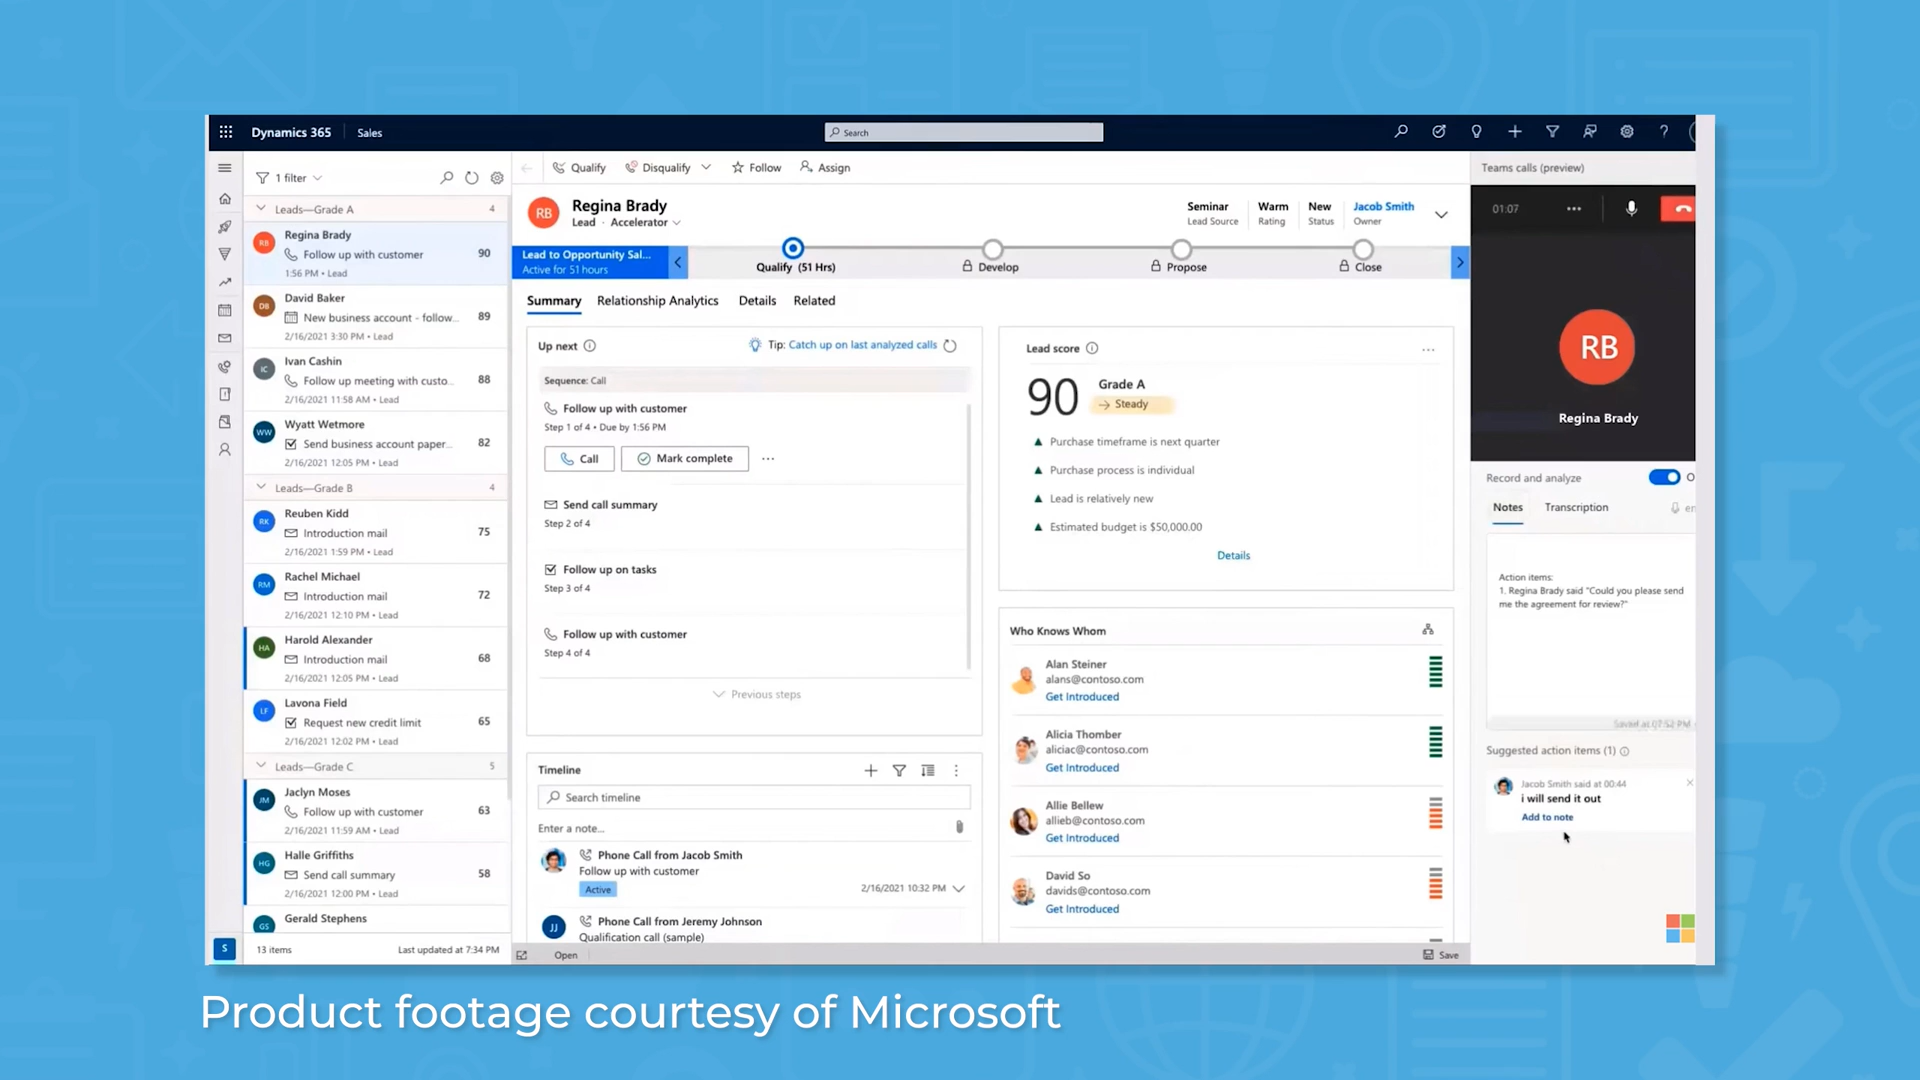 Dynamics 365
Sales
Search
?
1 filter
Leads—Grade A
4
RB
Regina Brady
Follow up with customer
90
1:56 PM • Lead
DB
David Baker
New business account - follow...
89
2/16/2021 3:30 PM • Lead
IC
Ivan Cashin
Follow up meeting with custo...
88
2/16/2021 11:58 AM • Lead
WW
Wyatt Wetmore
Send business account paper...
82
2/16/2021 12:05 PM • Lead
Leads—Grade B
4
RK
Reuben Kidd
Introduction mail
75
2/16/2021 1:59 PM • Lead
RM
Rachel Michael
Introduction mail
72
2/16/2021 12:10 PM • Lead
HA
Harold Alexander
Introduction mail
68
2/16/2021 12:05 PM • Lead
LF
Lavona Field
Request new credit limit
65
2/16/2021 12:02 PM • Lead
Leads—Grade C
5
JM
Jaclyn Moses
Follow up with customer
63
2/16/2021 11:59 AM • Lead
HG
Halle Griffiths
Send call summary
58
2/16/2021 12:00 PM • Lead
GS
Gerald Stephens
S
13 items
Last updated at 7:34 PM
Qualify
Disqualify
Follow
Assign
RB
Regina Brady
Lead · Accelerator
Seminar
Lead Source
Warm
Rating
New
Status
Jacob Smith
Owner
Lead to Opportunity Sal...
Active for 51 hours
Qualify (51 Hrs)
Develop
Propose
Close
Summary
Relationship Analytics
Details
Related
Up next
Tip: Catch up on last analyzed calls
Sequence: Call
Follow up with customer
Step 1 of 4 • Due by 1:56 PM
Call
Mark complete
Send call summary
Step 2 of 4
Follow up on tasks
Step 3 of 4
Follow up with customer
Step 4 of 4
Previous steps
Timeline
Search timeline
Enter a note...
Phone Call from Jacob Smith
Follow up with customer
Active
2/16/2021 10:32 PM
JJ
Phone Call from Jeremy Johnson
Qualification call (sample)
Open
Save
Lead score
90
Grade A
Steady
Purchase timeframe is next quarter
Purchase process is individual
Lead is relatively new
Estimated budget is $50,000.00
Details
Who Knows Whom
Alan Steiner
alans@contoso.com
Get Introduced
Alicia Thomber
aliciac@contoso.com
Get Introduced
Allie Bellew
allieb@contoso.com
Get Introduced
David So
davids@contoso.com
Get Introduced
Teams calls (preview)
01:07
RB
Regina Brady
Record and analyze
O
Notes
Transcription
en
Action items:
1. Regina Brady said "Could you please send
me the agreement for review?"
Saved at 07:52 PM
Suggested action items (1)
Jacob Smith said at 00:44
i will send it out
Add to note
Product footage courtesy of Microsoft